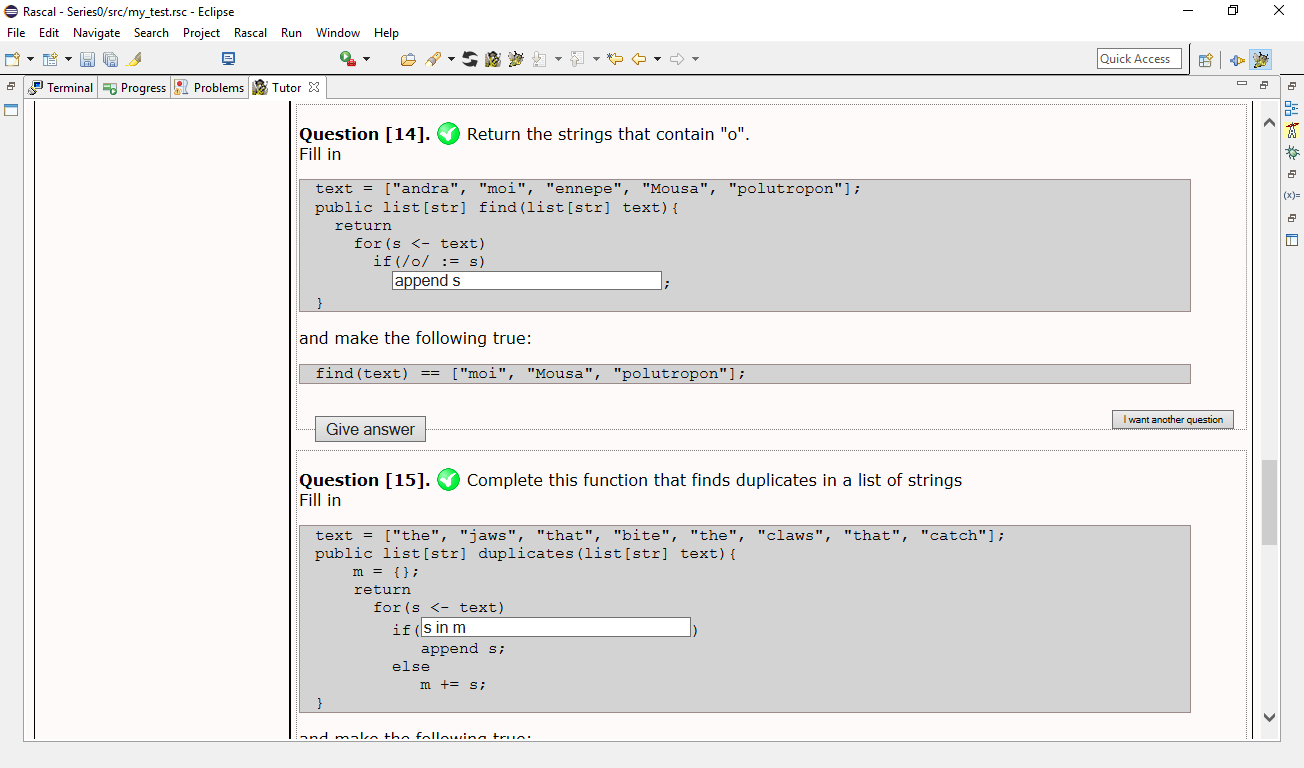 Rascal - Series0/src/my_test.rsc - Eclipse
File Edit Navigate Search Project Rascal Run Window Help
Quick Access
Terminal Progress Problems Tutor
Question [14]. Return the strings that contain "o".
Fill in
text = ["andra", "moi", "ennepe", "Mousa", "polutropon"];
public list[str] find(list[str] text){
return
for(s <- text)
if(/o/ := s)
append s;
}
and make the following true:
find(text) == ["moi", "Mousa", "polutropon"];
Give answer
I want another question
Question [15]. Complete this function that finds duplicates in a list of strings
Fill in
text = ["the", "jaws", "that", "bite", "the", "claws", "that", "catch"];
public list[str] duplicates(list[str] text){
m = {};
return
for(s <- text)
if(s in m)
append s;
else
m += s;
}
and make the following true:
(x)=